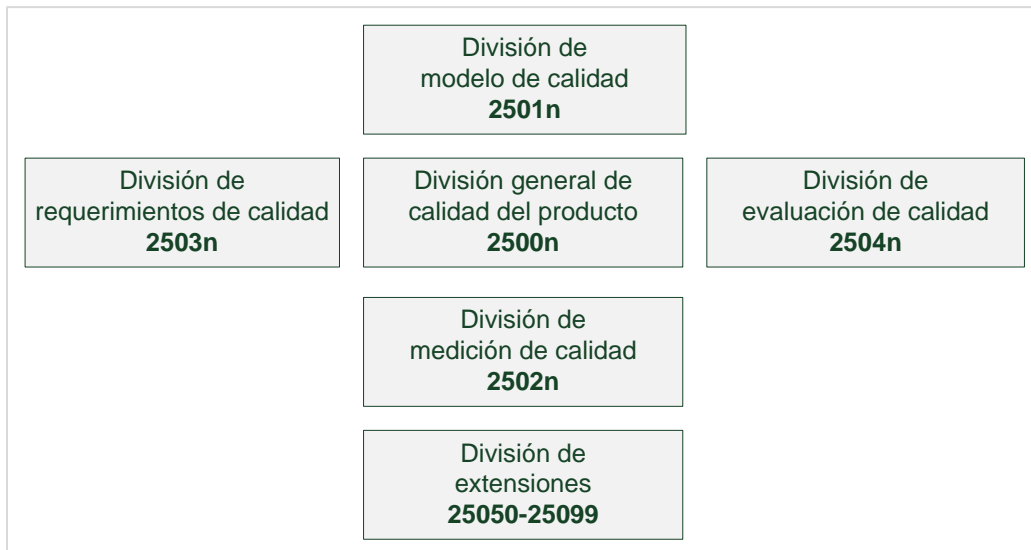 División de
modelo de calidad
2501n
División de
requerimientos de calidad
2503n
División general de
calidad del producto
2500n
División de
evaluación de calidad
2504n
División de
medición de calidad
2502n
División de
extensiones
25050-25099